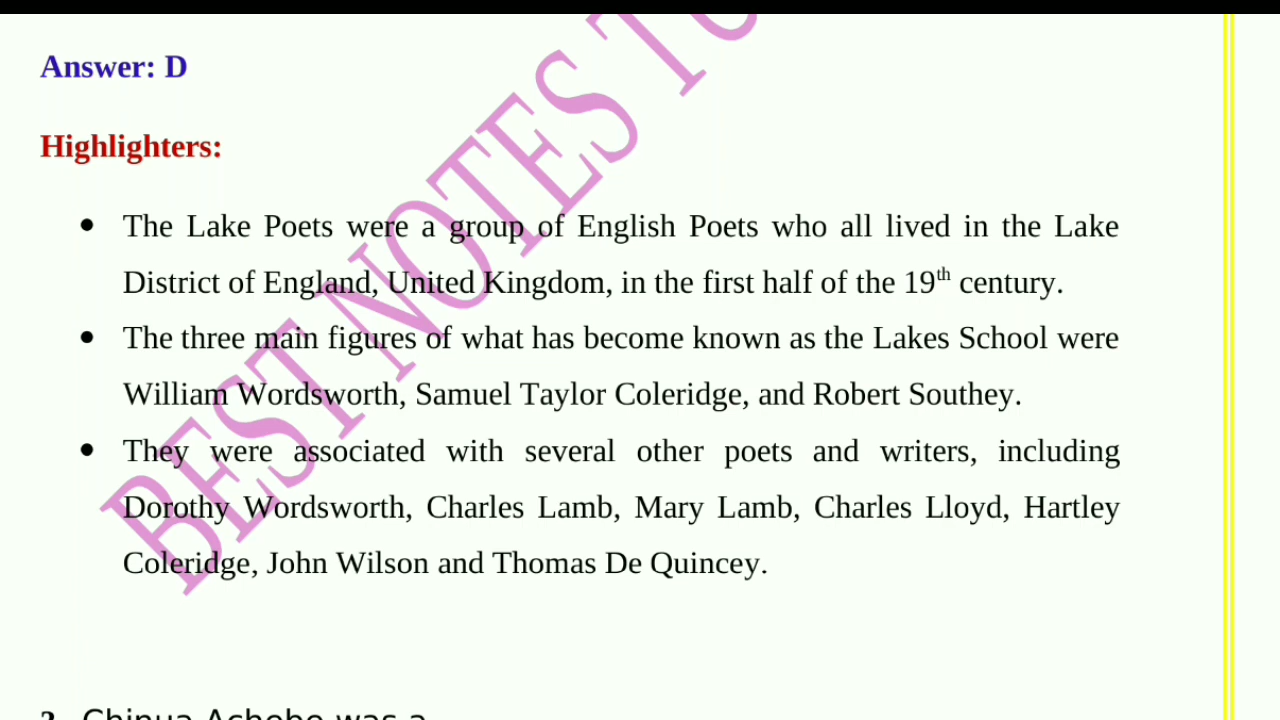 Answer: D
Highlighters:
• The Lake Poets were a group of English Poets who all lived in the Lake
District of England, United Kingdom, in the first half of the 19th century.
• The three main figures of what has become known as the Lakes School were
William Wordsworth, Samuel Taylor Coleridge, and Robert Southey.
• They were associated with several other poets and writers, including
Dorothy Wordsworth, Charles Lamb, Mary Lamb, Charles Lloyd, Hartley
Coleridge, John Wilson and Thomas De Quincey.
BEST NOTES
Chinua Achebe was a